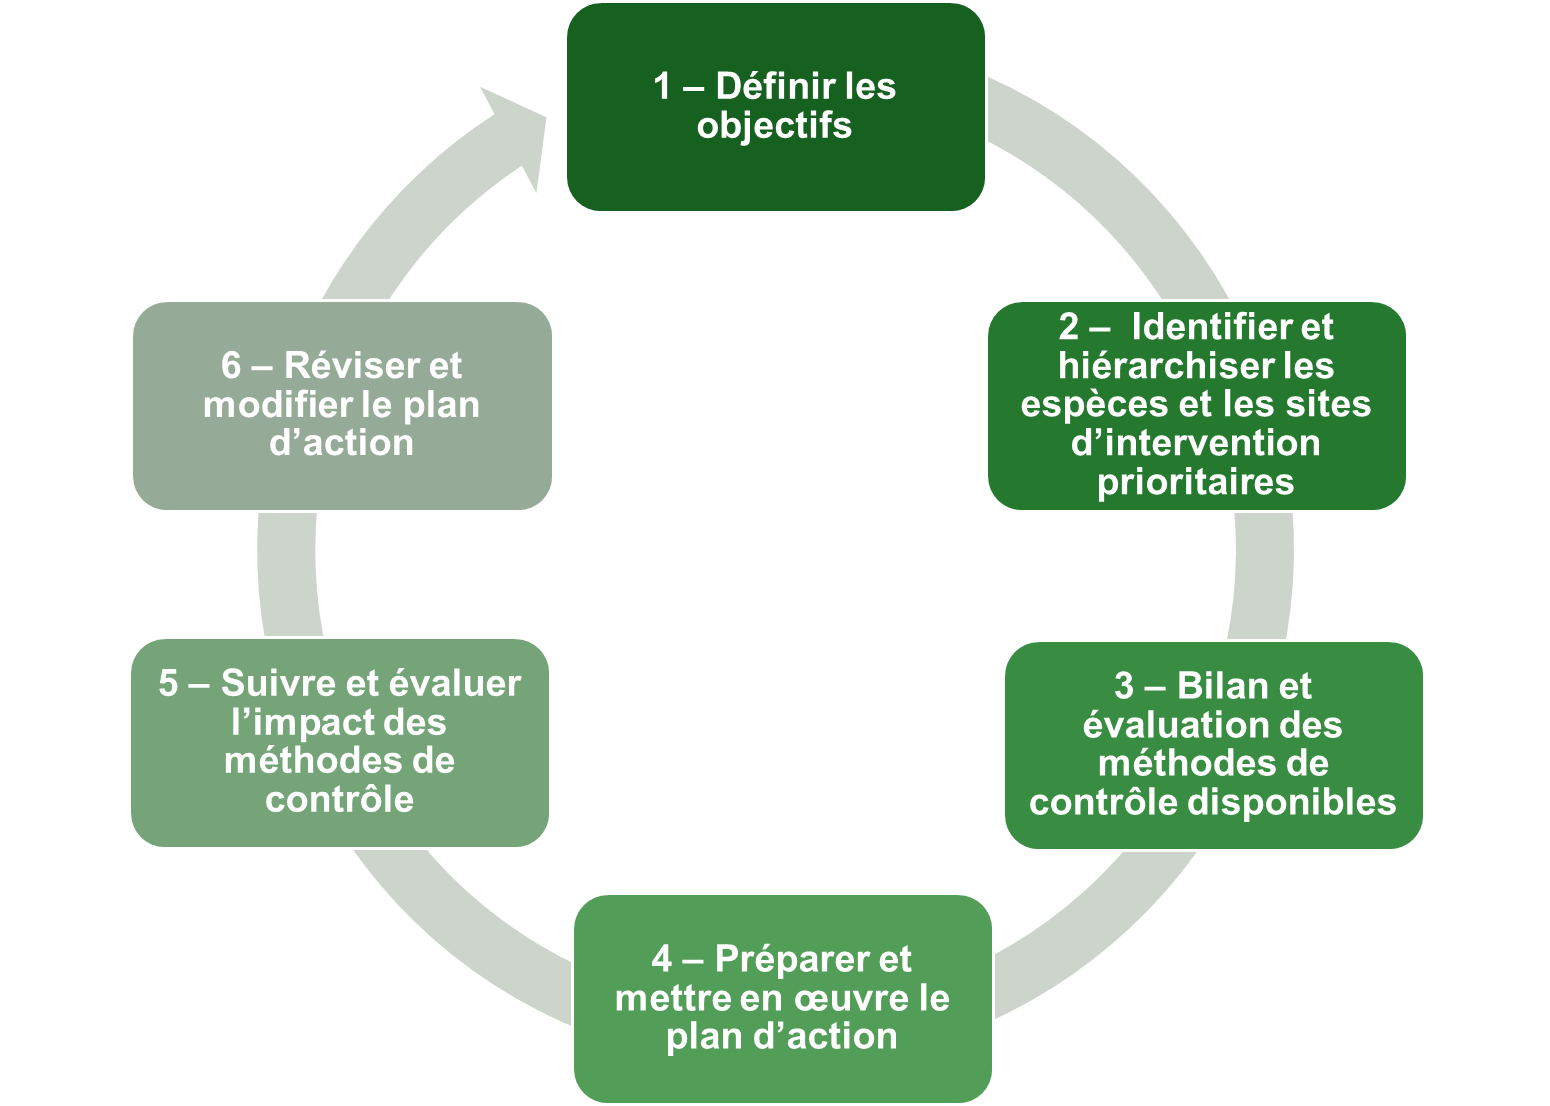 1 – Définir les
objectifs
2 –  Identifier et
hiérarchiser les
espèces et les sites
d’intervention
prioritaires
3 – Bilan et
évaluation des
méthodes de
contrôle disponibles
4 – Préparer et
mettre en œuvre le
plan d’action
5 – Suivre et évaluer
l’impact des
méthodes de
contrôle
6 – Réviser et
modifier le plan
d’action